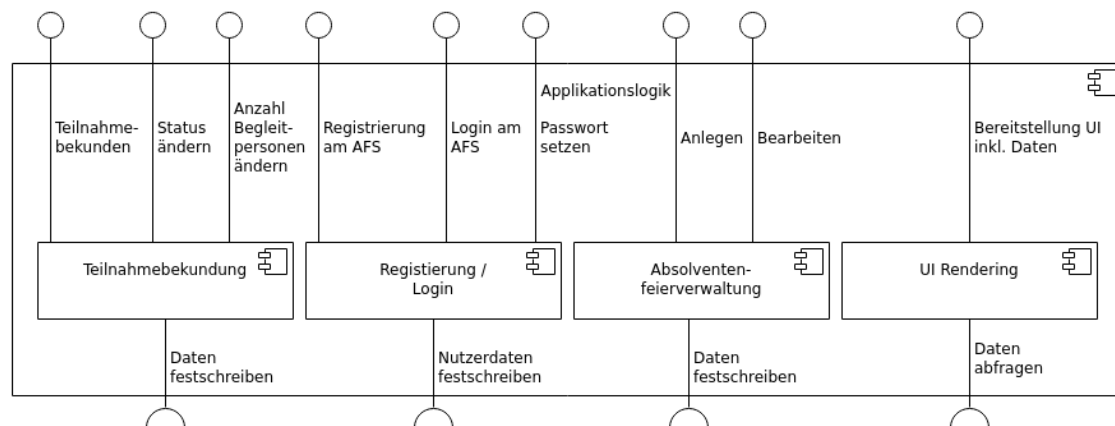 Applikationslogik
Teilnahme-
bekunden
Status
ändern
Anzahl
Begleit-
personen
ändern
Registrierung
am AFS
Login am
AFS
Passwort
setzen
Anlegen
Bearbeiten
Bereitstellung UI
inkl. Daten
Teilnahmebekundung
Registierung /
Login
Absolventen-
feierverwaltung
UI Rendering
Daten
festschreiben
Nutzerdaten
festschreiben
Daten
festschreiben
Daten
abfragen